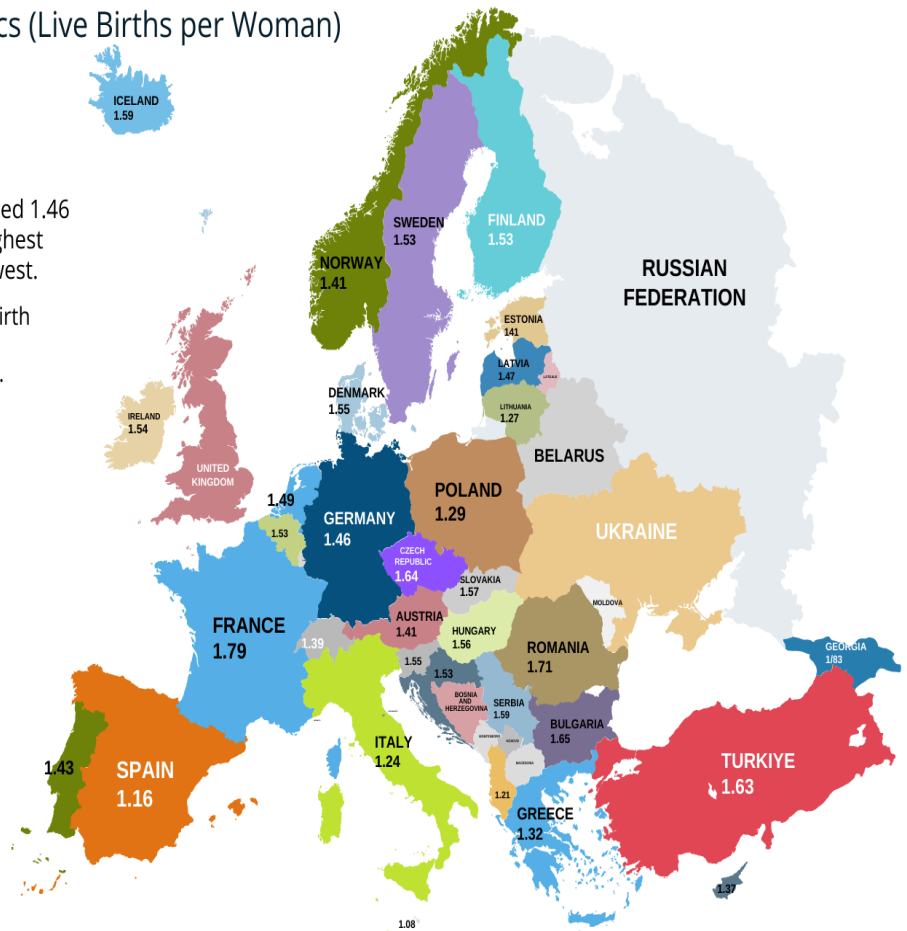 cs (Live Births per Woman)
ICELAND
1.59
ed 1.46
ghest
west.
irth
.
SWEDEN
1.53
FINLAND
1.53
NORWAY
1.41
RUSSIAN
FEDERATION
ESTONIA
141
LATVIA
1.47
DENMARK
1.55
LITHUANIA
1.27
IRELAND
1.54
BELARUS
UNITED
KINGDOM
POLAND
1.29
1.49
GERMANY
1.46
1.53
UKRAINE
CZECH
REPUBLIC
1.64
SLOVAKIA
1.57
MOLDOVA
AUSTRIA
1.41
FRANCE
1.79
HUNGARY
1.56
1.39
ROMANIA
1.71
GEORGIA
1/83
1.55
1.53
BOSNIA
AND
HERZEGOVINA
SERBIA
1.59
BULGARIA
1.65
ITALY
1.24
MACEDONIA
1.43
SPAIN
1.16
TURKIYE
1.63
1.21
GREECE
1.32
1.37
1.08